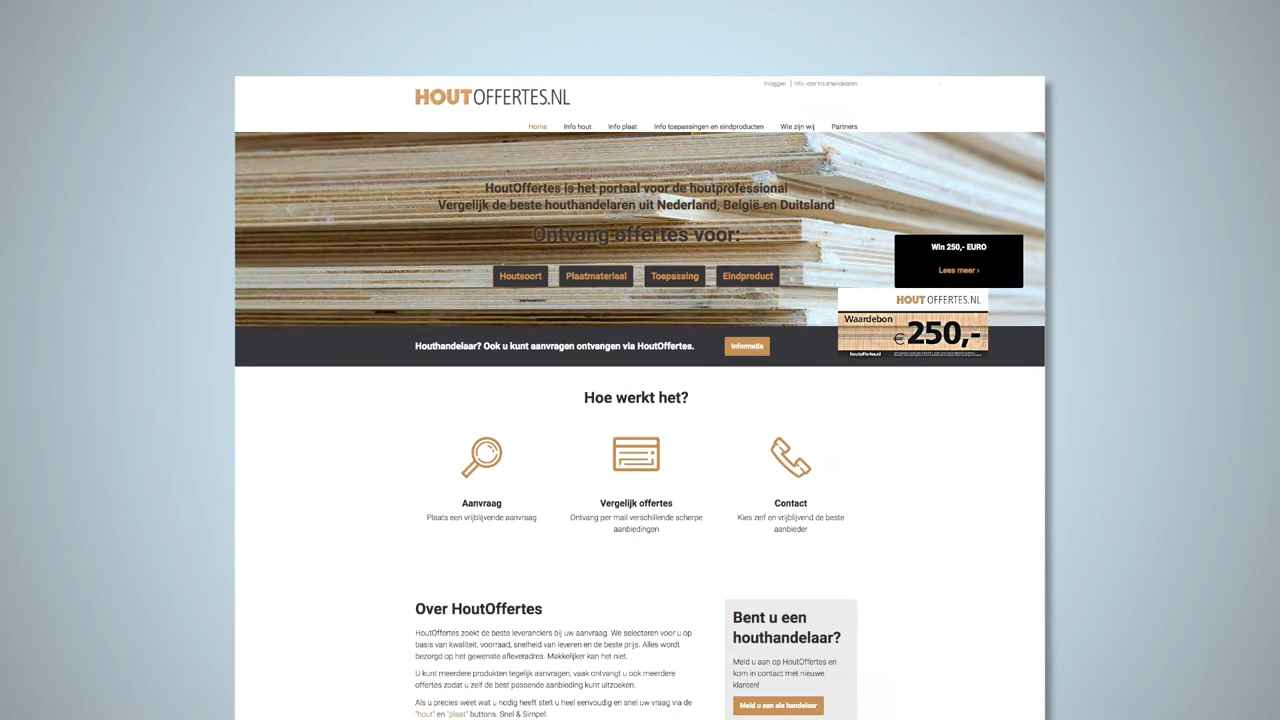 Inloggen | Info voor houthandelaren
HOUTOFFERTES.NL
Home Info hout Info plaat Info toepassingen en eindproducten Wie zijn wij Partners
HoutOffertes is het portaal voor de houtprofessional
Vergelijk de beste houthandelaren uit Nederland, België en Duitsland
Ontvang offertes voor:
Houtsoort Plaatmateriaal Toepassing Eindproduct
Win 250,- EURO
Lees meer ›
HOUTOFFERTES.NL
Waardebon
€250,-
houtoffertes.nl
Houthandelaar? Ook u kunt aanvragen ontvangen via HoutOffertes.
Informatie
Hoe werkt het?
Aanvraag
Plaats een vrijblijvende aanvraag
Vergelijk offertes
Ontvang per mail verschillende scherpe
aanbiedingen
Contact
Kies zelf en vrijblijvend de beste
aanbieder
Over HoutOffertes
HoutOffertes zoekt de beste leveranciers bij uw aanvraag. We selecteren voor u op
basis van kwaliteit, voorraad, snelheid van leveren en de beste prijs. Alles wordt
bezorgd op het gewenste afleveradres. Makkelijker kan het niet.
U kunt meerdere produkten tegelijk aanvragen, vaak ontvangt u ook meerdere
offertes zodat u zelf de best passende aanbieding kunt uitzoeken.
Als u precies weet wat u nodig heeft stelt u heel eenvoudig en snel uw vraag via de
"hout" en "plaat" buttons. Snel & Simpel.
Bent u een
houthandelaar?
Meld u aan op HoutOffertes en
kom in contact met nieuwe
klanten!
Meld u aan als handelaar